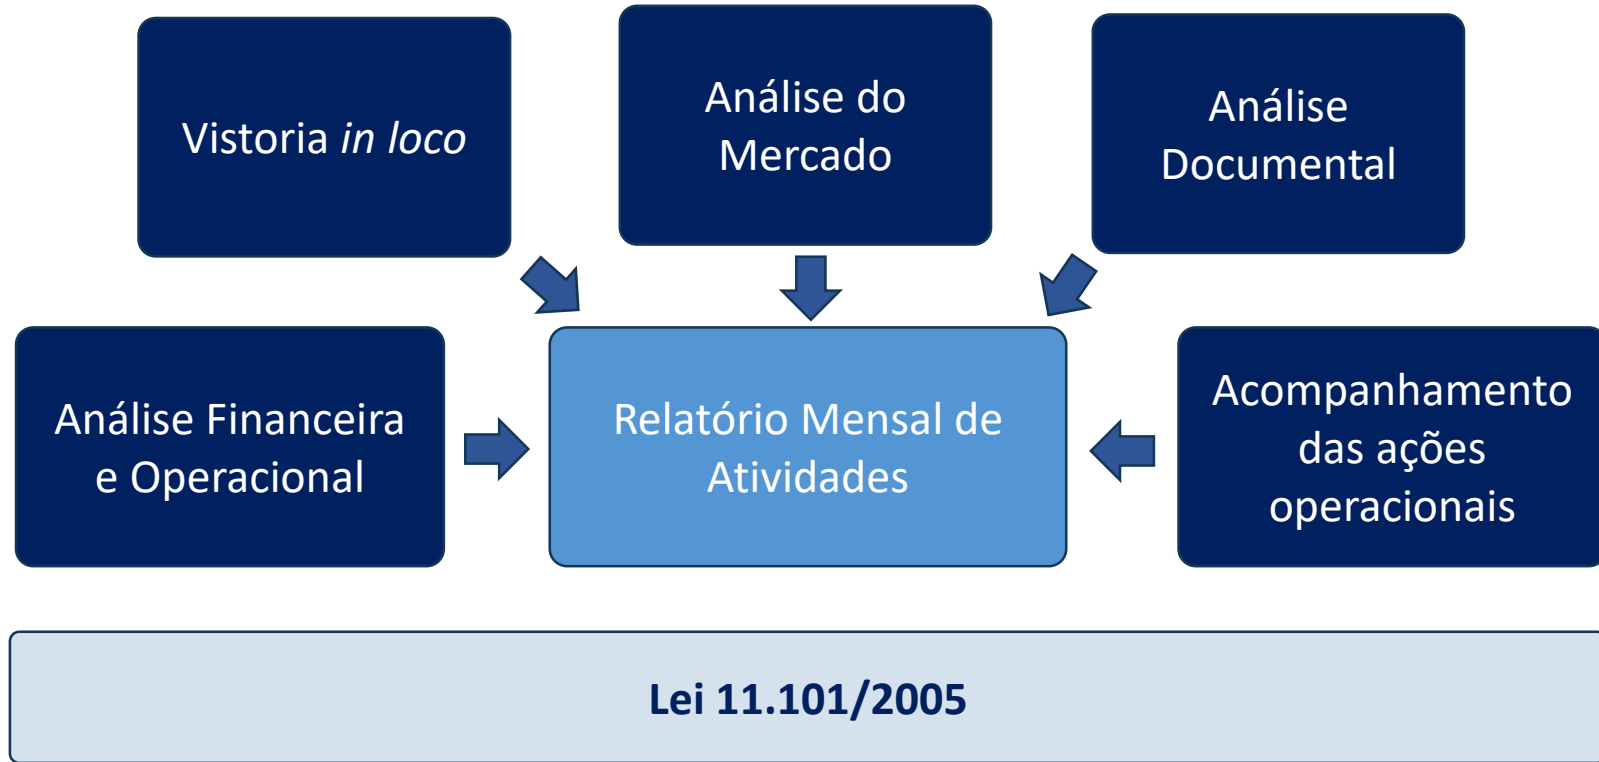 Vistoria in loco
Análise do
Mercado
Análise
Documental
Análise Financeira
e Operacional
Relatório Mensal de
Atividades
Acompanhamento
das ações
operacionais
Lei 11.101/2005